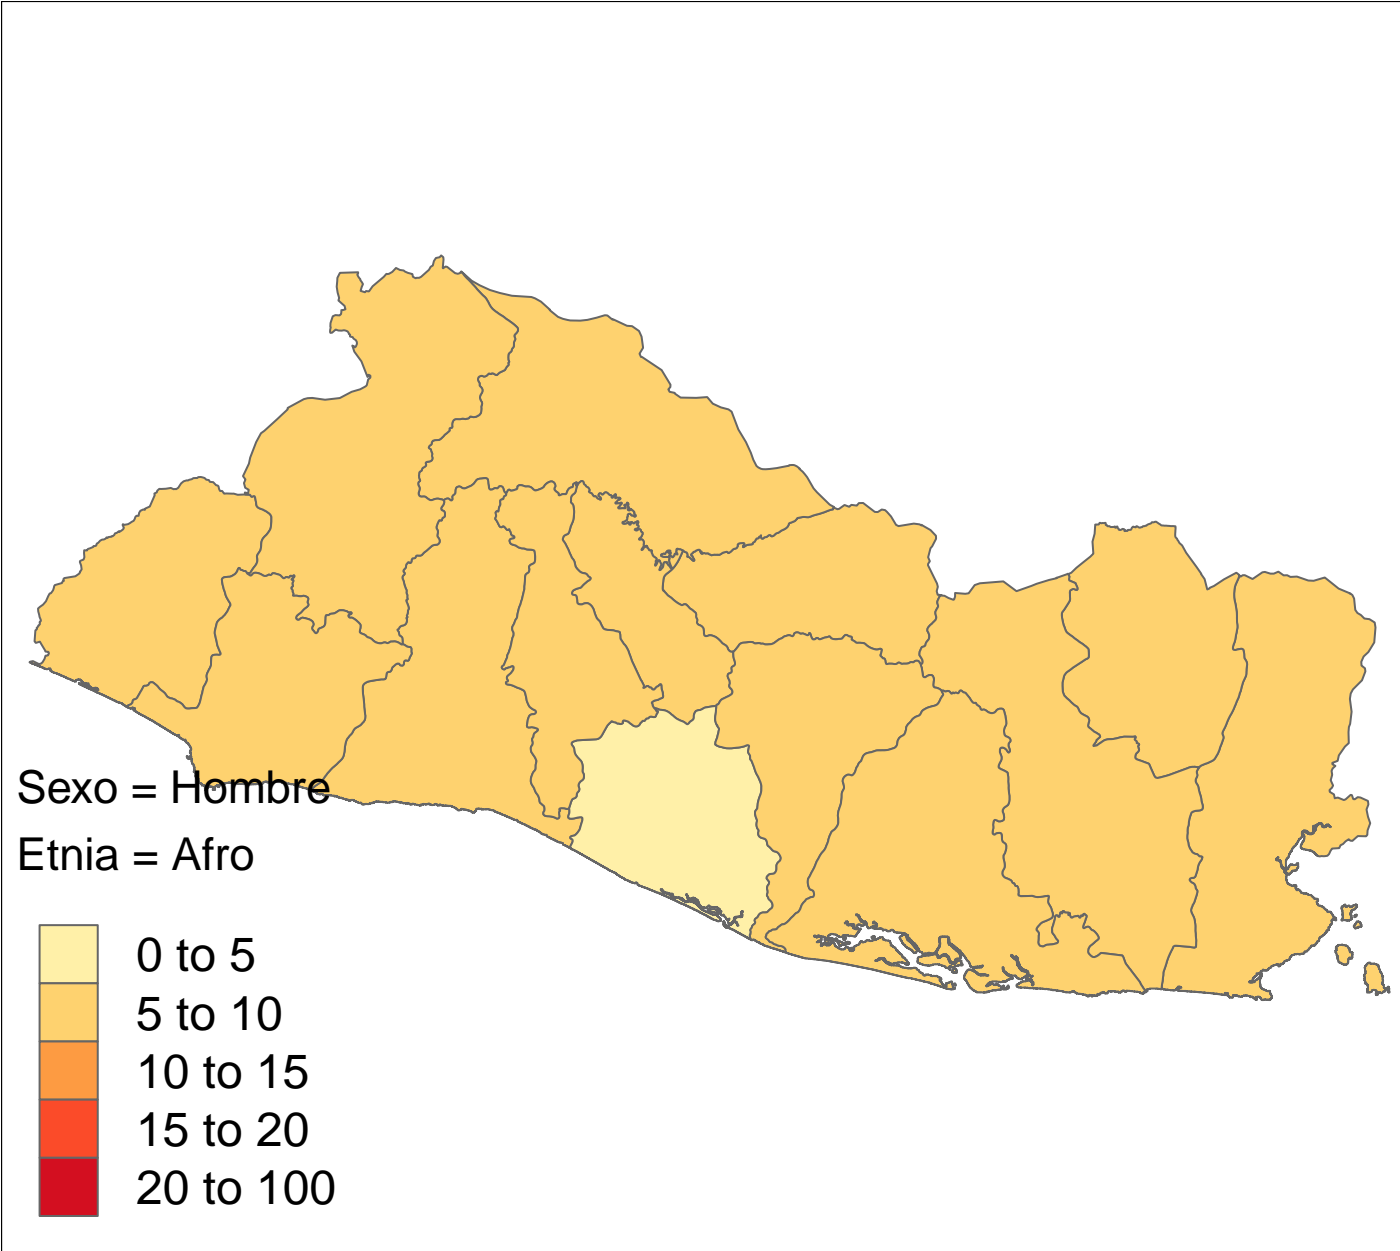 Sexo = Hombre
Etnia = Afro
0 to 5
5 to 10
10 to 15
15 to 20
20 to 100